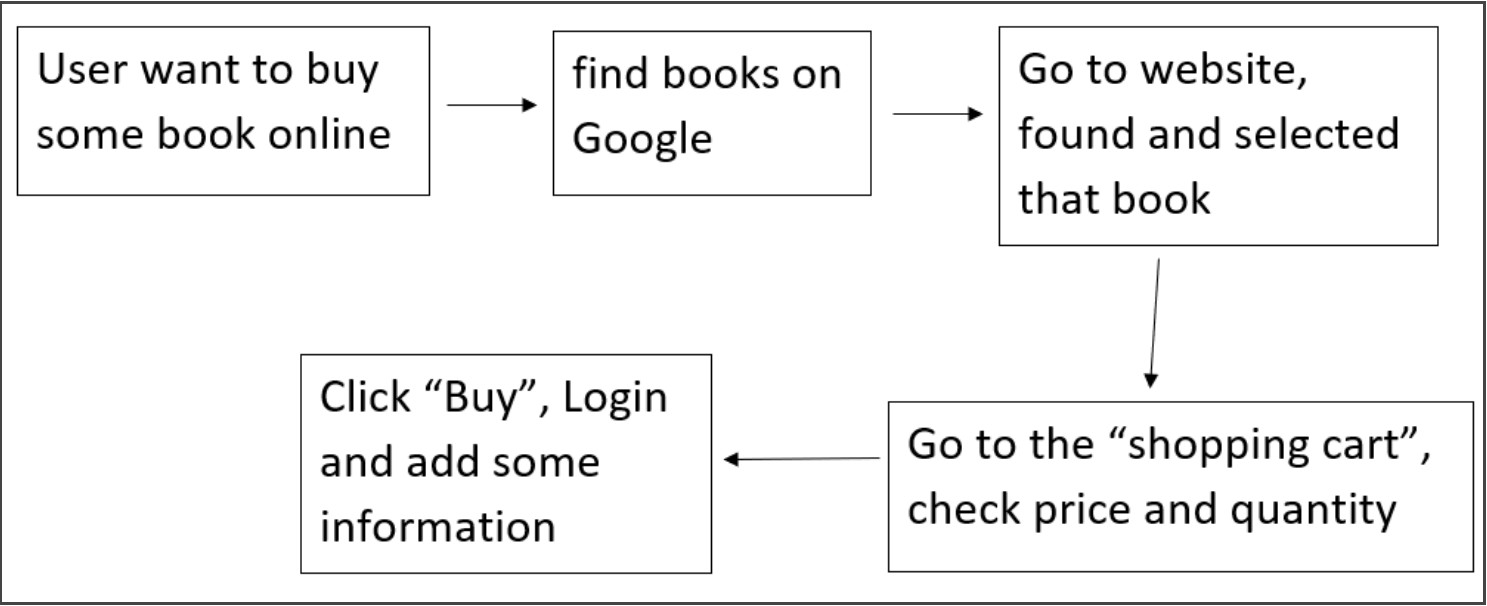 User want to buy
some book online
find books on
Google
Go to website,
found and selected
that book
Go to the “shopping cart”,
check price and quantity
Click “Buy”, Login
and add some
information